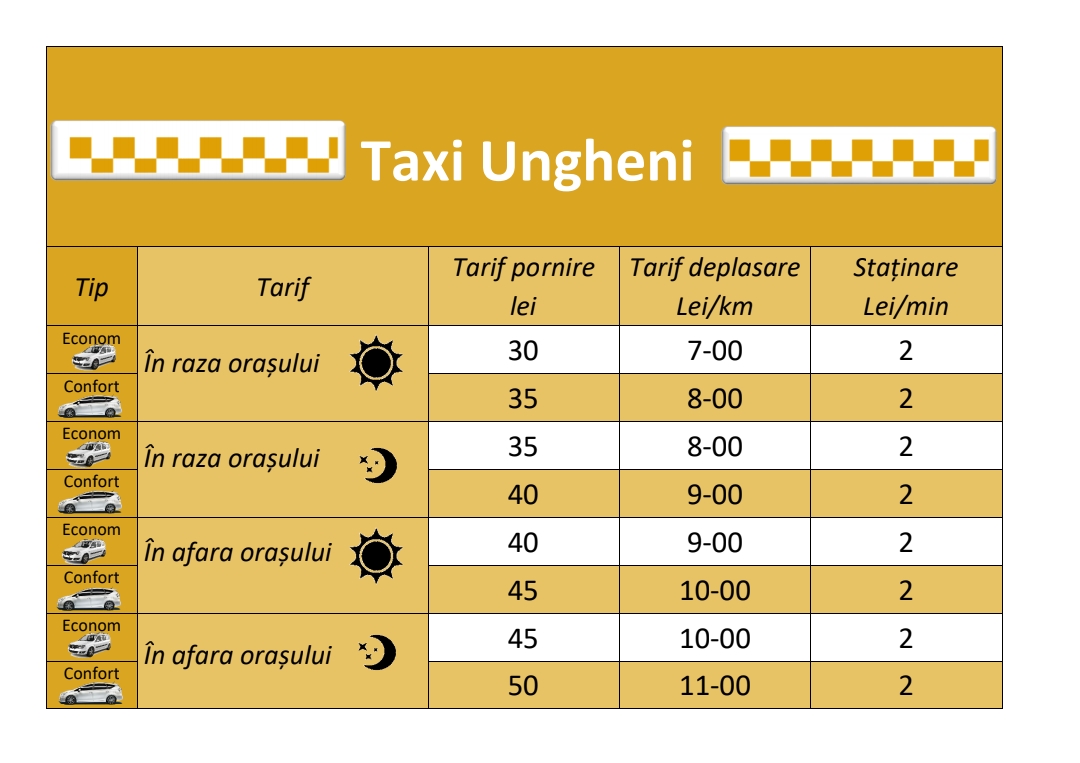 Taxi Ungheni
Tip Tarif Tarif pornire lei Tarif deplasare Lei/km Staținare Lei/min
Econom În raza orașului 30 7-00 2
Confort 35 8-00 2
Econom În raza orașului 35 8-00 2
Confort 40 9-00 2
Econom În afara orașului 40 9-00 2
Confort 45 10-00 2
Econom În afara orașului 45 10-00 2
Confort 50 11-00 2